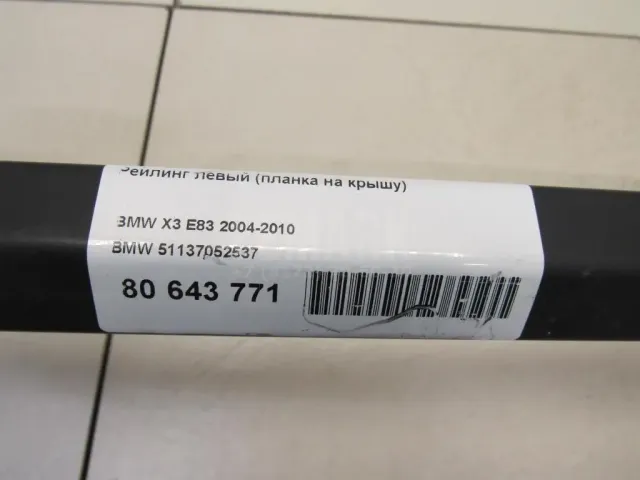 Рейлинг левый (планка на крышу)
BMW X3 E83 2004-2010
BMW 51137052537
80 643 771